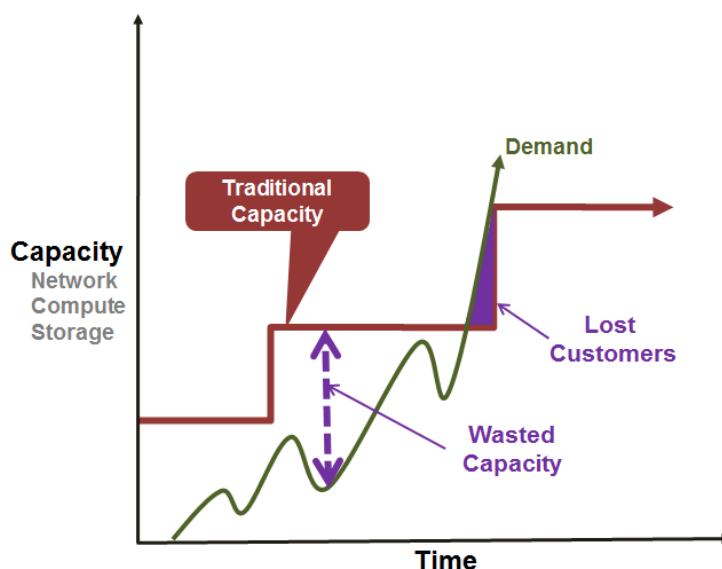 Demand
Traditional
Capacity
Capacity
Network
Compute
Storage
Lost
Customers
Wasted
Capacity
Time